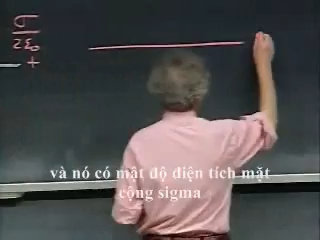 σ
2ε₀
+
và nó có mật độ điện tích mặt
cộng sigma